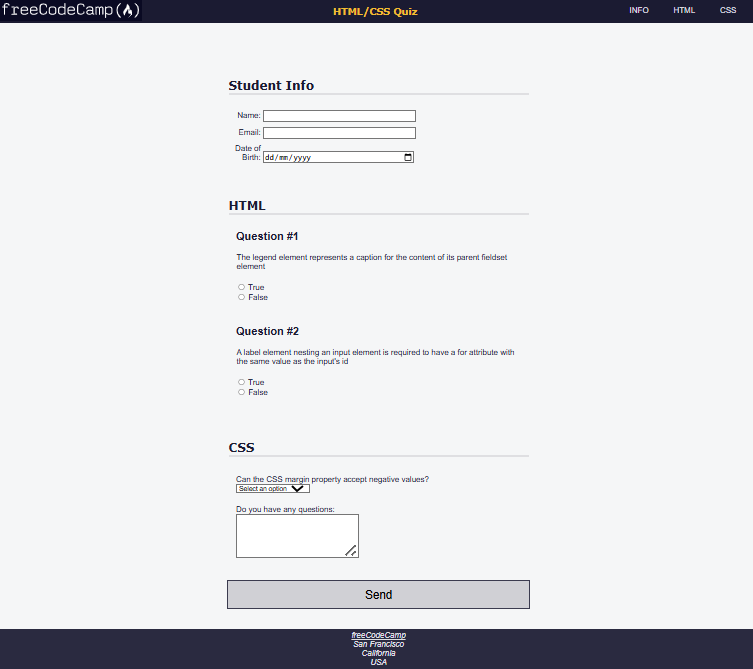 freeCodeCamp(🔥)
HTML/CSS Quiz
INFO
HTML
CSS
Student Info
Name:
Email:
Date of
Birth:
dd/mm/yyyy
HTML
Question #1
The legend element represents a caption for the content of its parent fieldset
element
True
False
Question #2
A label element nesting an input element is required to have a for attribute with
the same value as the input's id
True
False
CSS
Can the CSS margin property accept negative values?
Select an option
Do you have any questions:
Send
freeCodeCamp
San Francisco
California
USA